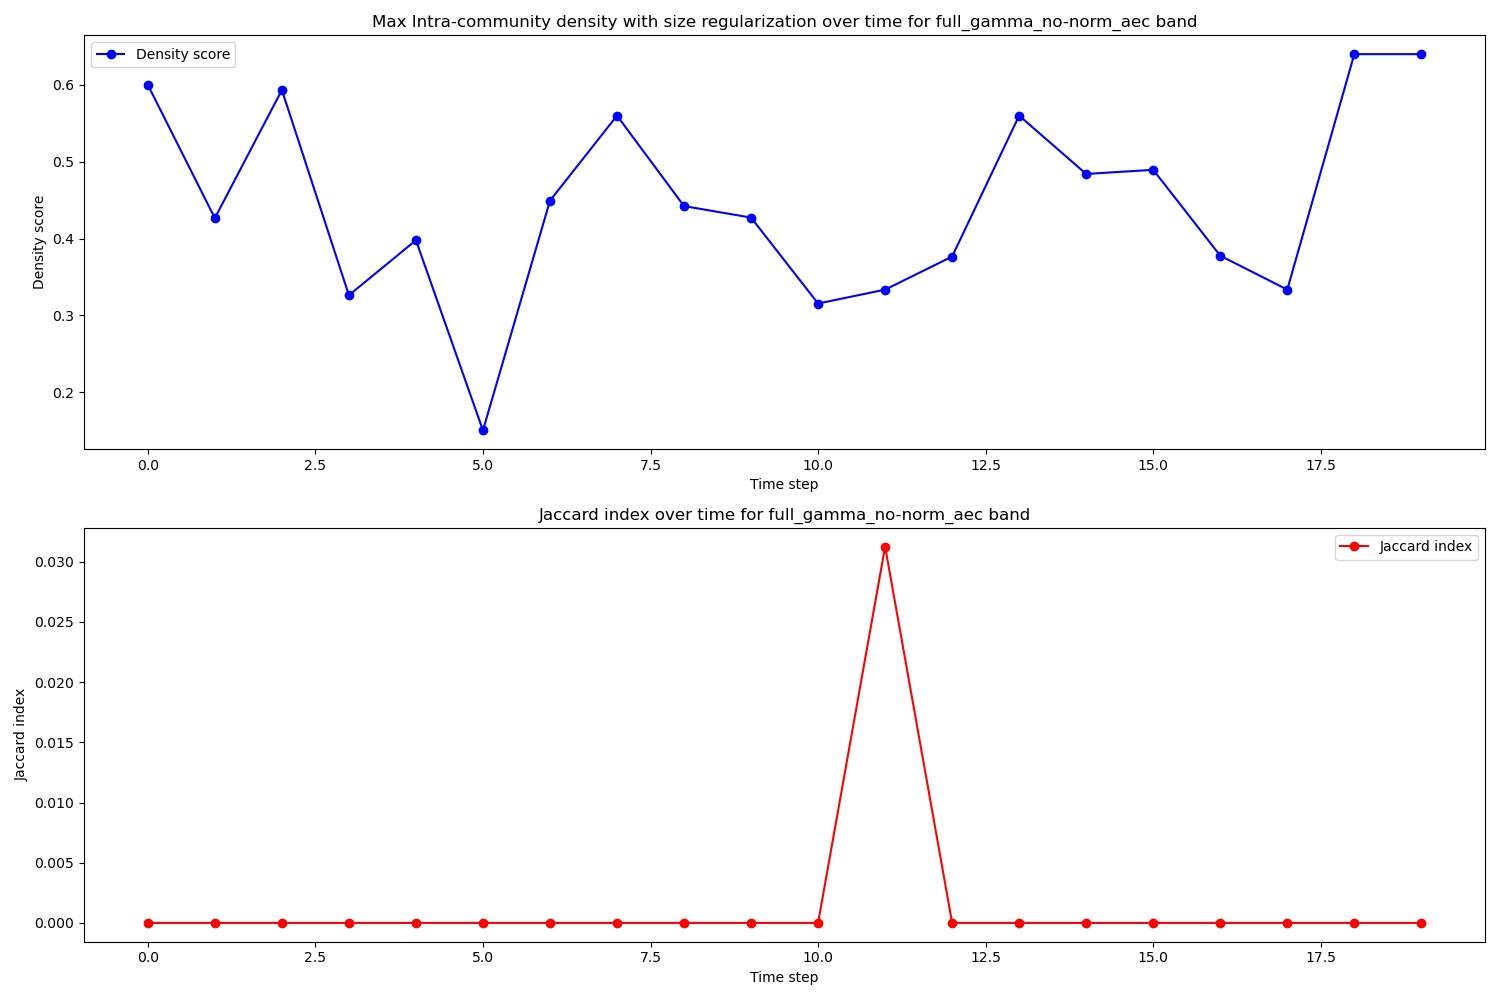 Max Intra-community density with size regularization over time for full_gamma_no-norm_aec band
Density score
0.6
0.5
0.4
0.3
0.2
Density score
0.0 2.5 5.0 7.5 10.0 12.5 15.0 17.5
Time step
Jaccard index over time for full_gamma_no-norm_aec band
Jaccard index
0.030
0.025
0.020
0.015
0.010
0.005
0.000
Jaccard index
0.0 2.5 5.0 7.5 10.0 12.5 15.0 17.5
Time step